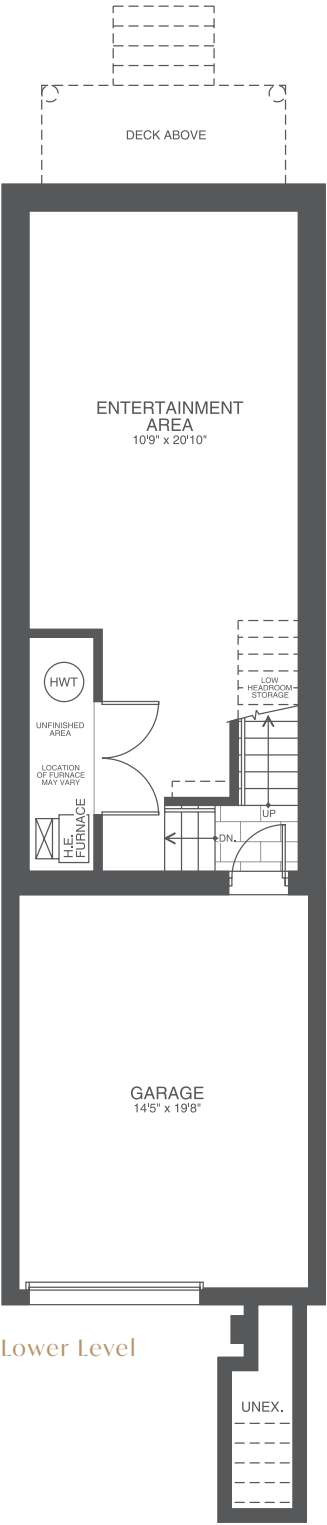 DECK ABOVE
ENTERTAINMENT
AREA
10'9" x 20'10"
HWT
LOW
HEADROOM
STORAGE
UNFINISHED
AREA
LOCATION
OF FURNACE
MAY VARY
H.E.
FURNACE
UP
DN.
GARAGE
14'5" x 19'8"
Lower Level
UNEX.